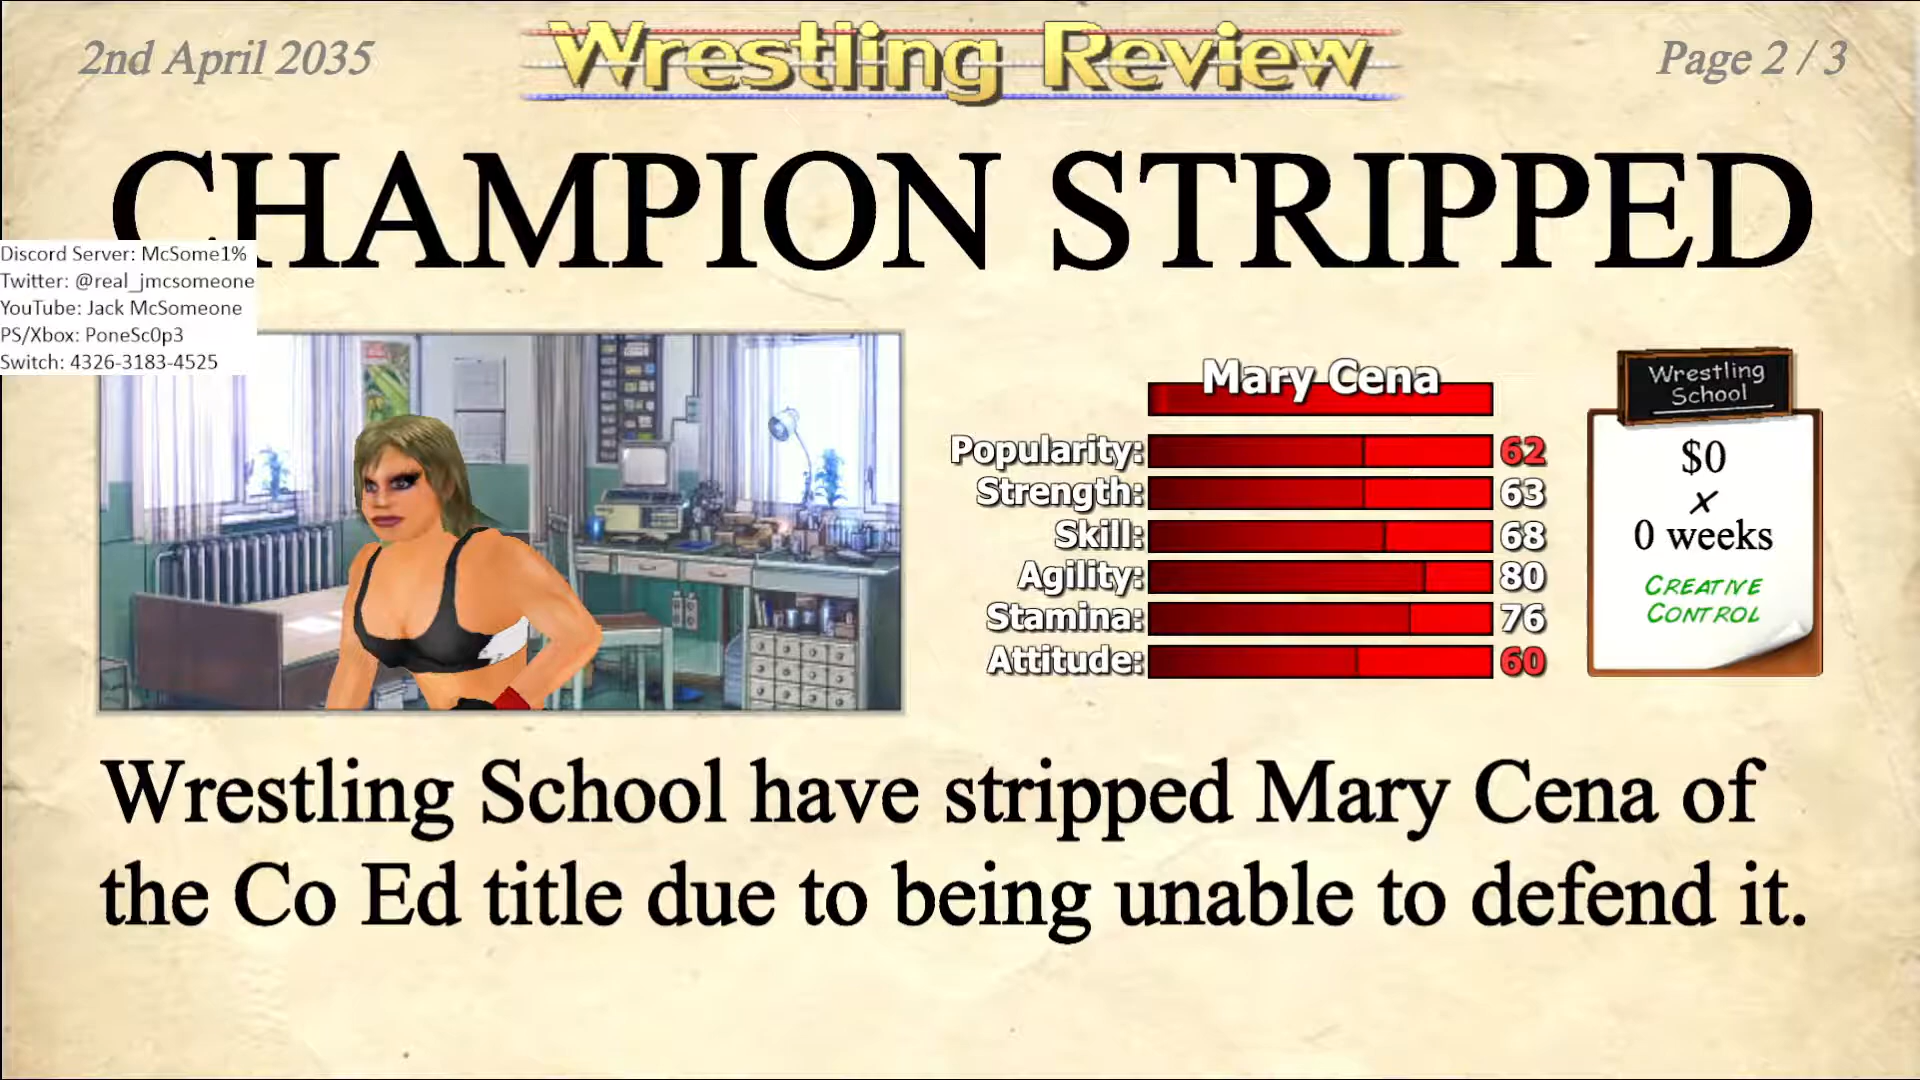 2nd April 2035
Wrestling Review
Page 2 / 3
CHAMPION STRIPPED
Discord Server: McSome1%
Twitter: @real_jmcsomeone
YouTube: Jack McSomeone
PS/Xbox: PoneSc0p3
Switch: 4326-3183-4525
Mary Cena
Popularity: 62
Strength: 63
Skill: 68
Agility: 80
Stamina: 76
Attitude: 60
Wrestling
School
$0
x
0 weeks
CREATIVE
CONTROL
Wrestling School have stripped Mary Cena of
the Co Ed title due to being unable to defend it.